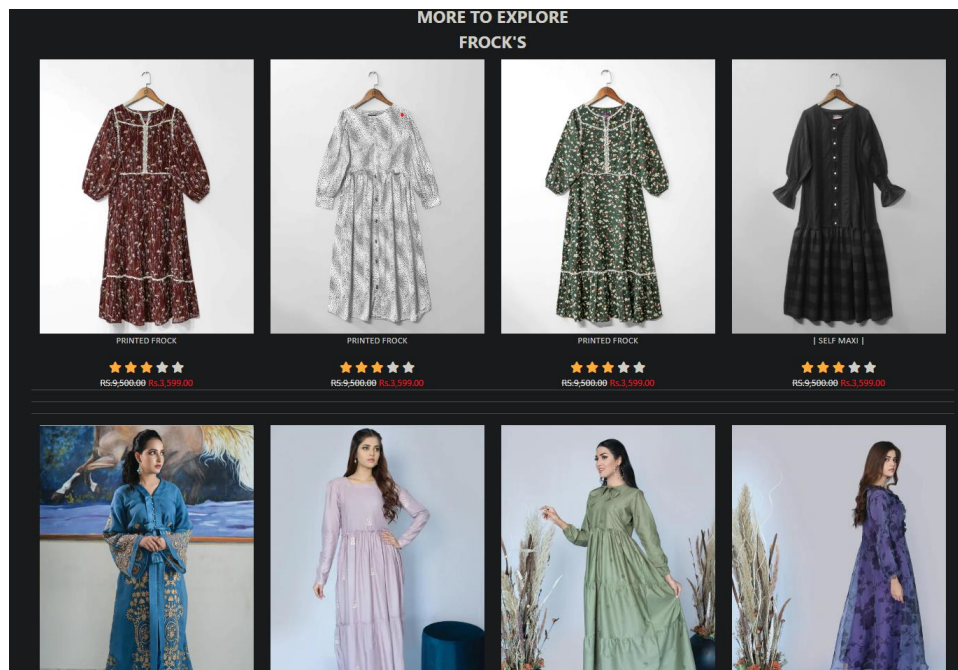 MORE TO EXPLORE
FROCK'S
PRINTED FROCK
PRINTED FROCK
PRINTED FROCK
| SELF MAXI |
RS.9,500.00 Rs.3,599.00
RS.9,500.00 Rs.3,599.00
RS.9,500.00 Rs.3,599.00
RS.9,500.00 Rs.3,599.00